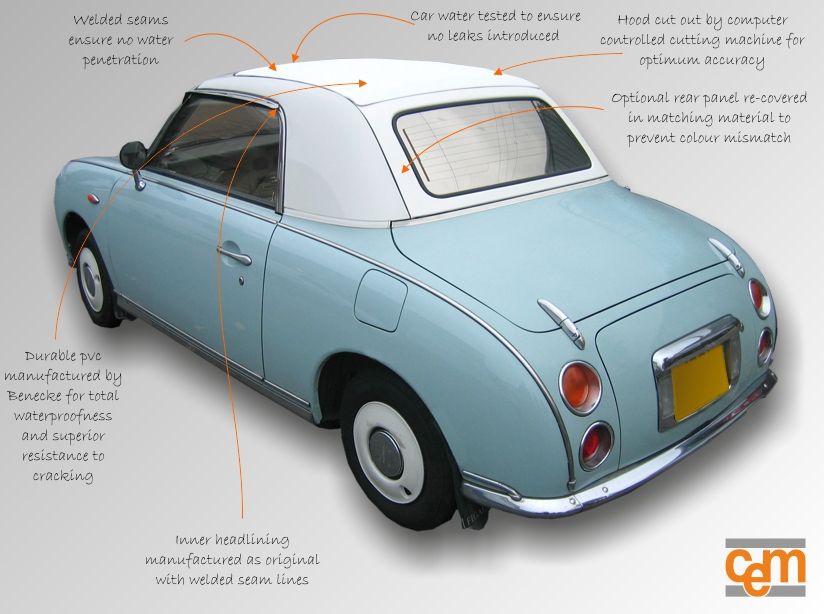 Welded seams
ensure no water
penetration
Car water tested to ensure
no leaks introduced
Hood cut out by computer
controlled cutting machine for
optimum accuracy
Optional rear panel re-covered
in matching material to
prevent colour mismatch
Durable pvc
manufactured by
Benecke for total
waterproofness
and superior
resistance to
cracking
Inner headlining
manufactured as original
with welded seam lines
FIGARO
cem